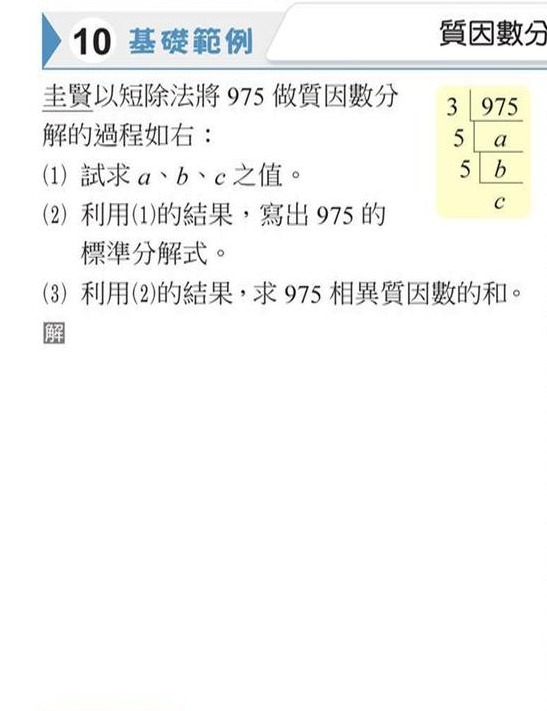 10 基礎範例
質因數分
圭賢以短除法將 975 做質因數分
解的過程如右：
3 975
5 a
5 b
c
(1) 試求 a、b、c 之值。
(2) 利用(1)的結果，寫出 975 的
標準分解式。
(3) 利用(2)的結果，求 975 相異質因數的和。
解